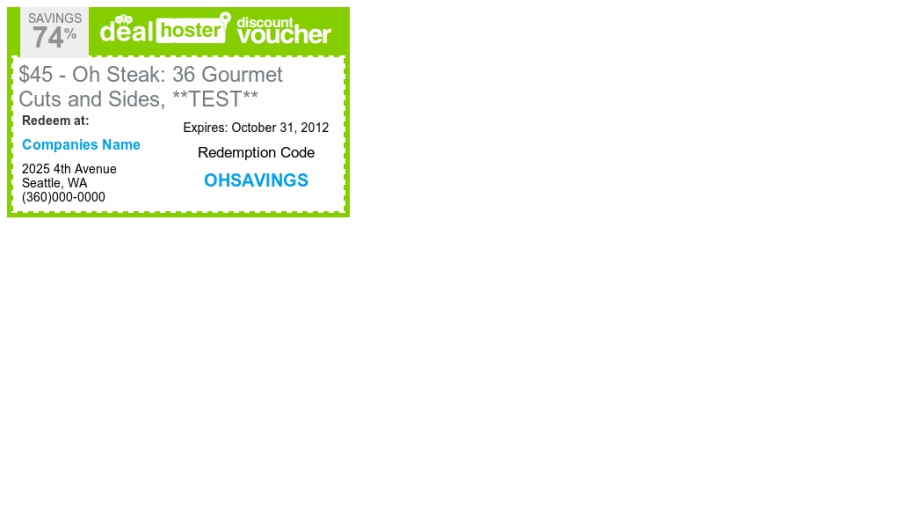 SAVINGS
74%
deal hoster discount voucher
$45 - Oh Steak: 36 Gourmet
Cuts and Sides, **TEST**
Redeem at:
Companies Name
2025 4th Avenue
Seattle, WA
(360)000-0000
Expires: October 31, 2012
Redemption Code
OHSAVINGS